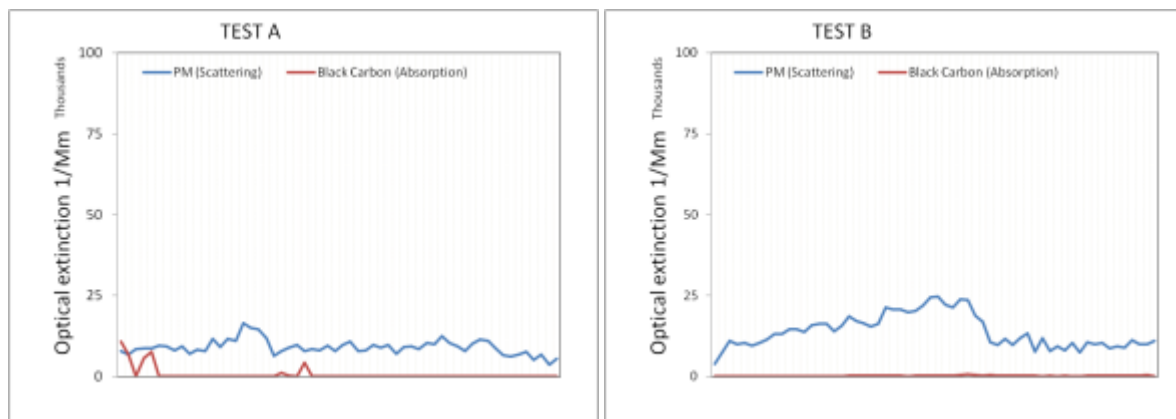 TEST A
100
75
50
25
0
Optical extinction 1/Mm Thousands
PM (Scattering) Black Carbon (Absorption)
TEST B
100
75
50
25
0
Optical extinction 1/Mm Thousands
PM (Scattering) Black Carbon (Absorption)